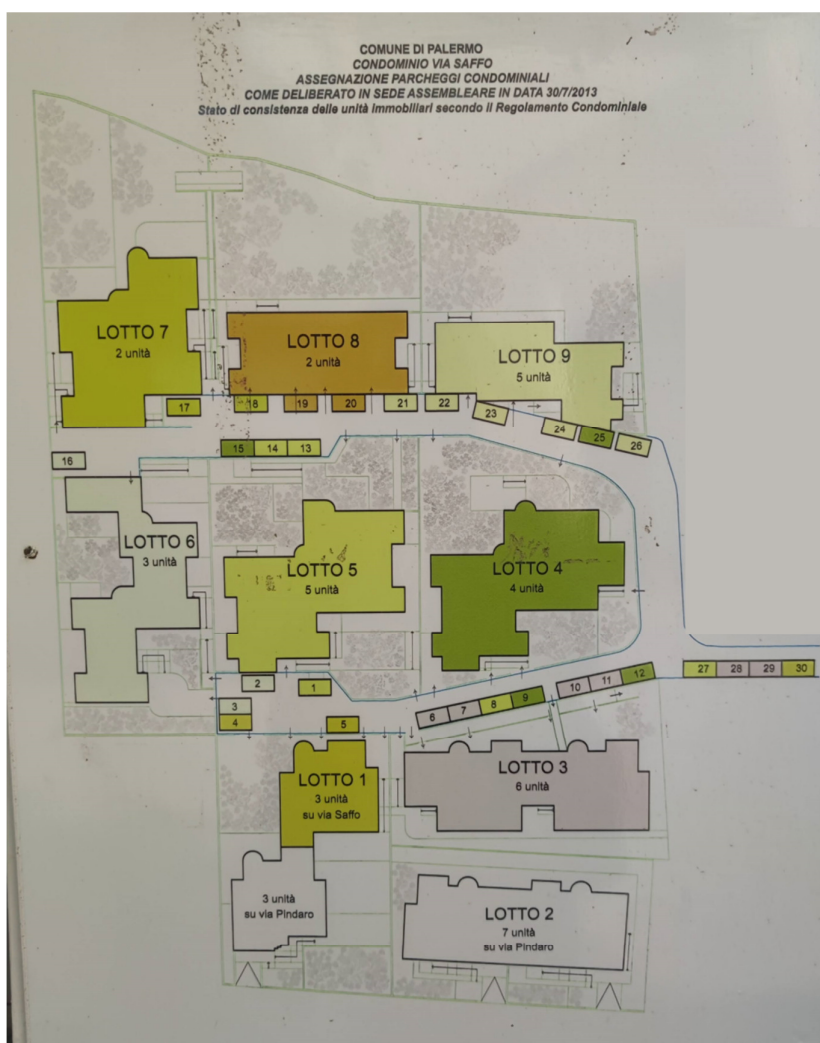 COMUNE DI PALERMO
CONDOMINIO VIA SAFFO
ASSEGNAZIONE PARCHEGGI CONDOMINIALI
COME DELIBERATO IN SEDE ASSEMBLEARE IN DATA 30/7/2013
Stato di consistenza delle unità immobiliari secondo il Regolamento Condominiale
LOTTO 7
2 unità
LOTTO 8
2 unità
LOTTO 9
5 unità
17
18
19
20
21
22
23
24
25
26
16
15
14
13
LOTTO 6
3 unità
LOTTO 5
5 unità
LOTTO 4
4 unità
2
1
3
4
5
6
7
8
9
10
11
12
27
28
29
30
LOTTO 1
3 unità
su via Saffo
LOTTO 3
6 unità
3 unità
su via Pindaro
LOTTO 2
7 unità
su via Pindaro